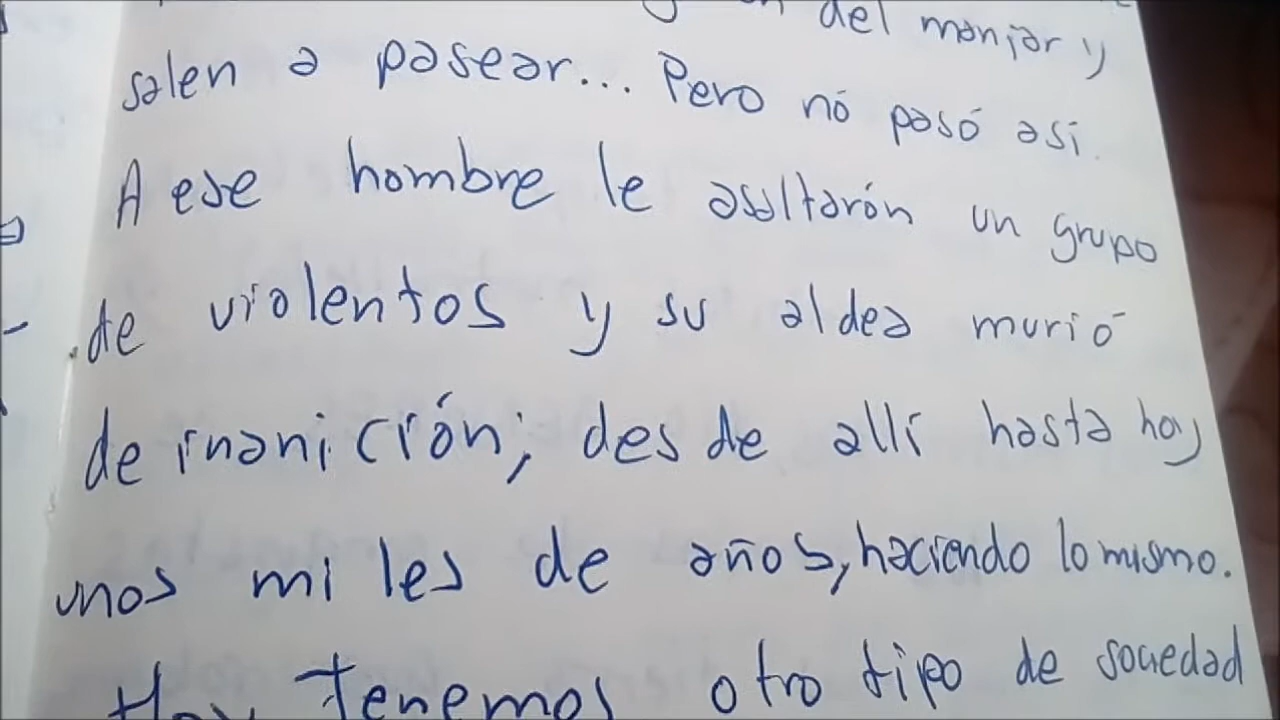 del manjar y
salen a pasear... Pero nó pasó así.
A ese hombre le asaltarón un grupo
de violentos y su aldea murió
de inanición; desde allí hasta hoy
unos miles de años, haciendo lo mismo.
Hoy tenemos otro tipo de sociedad